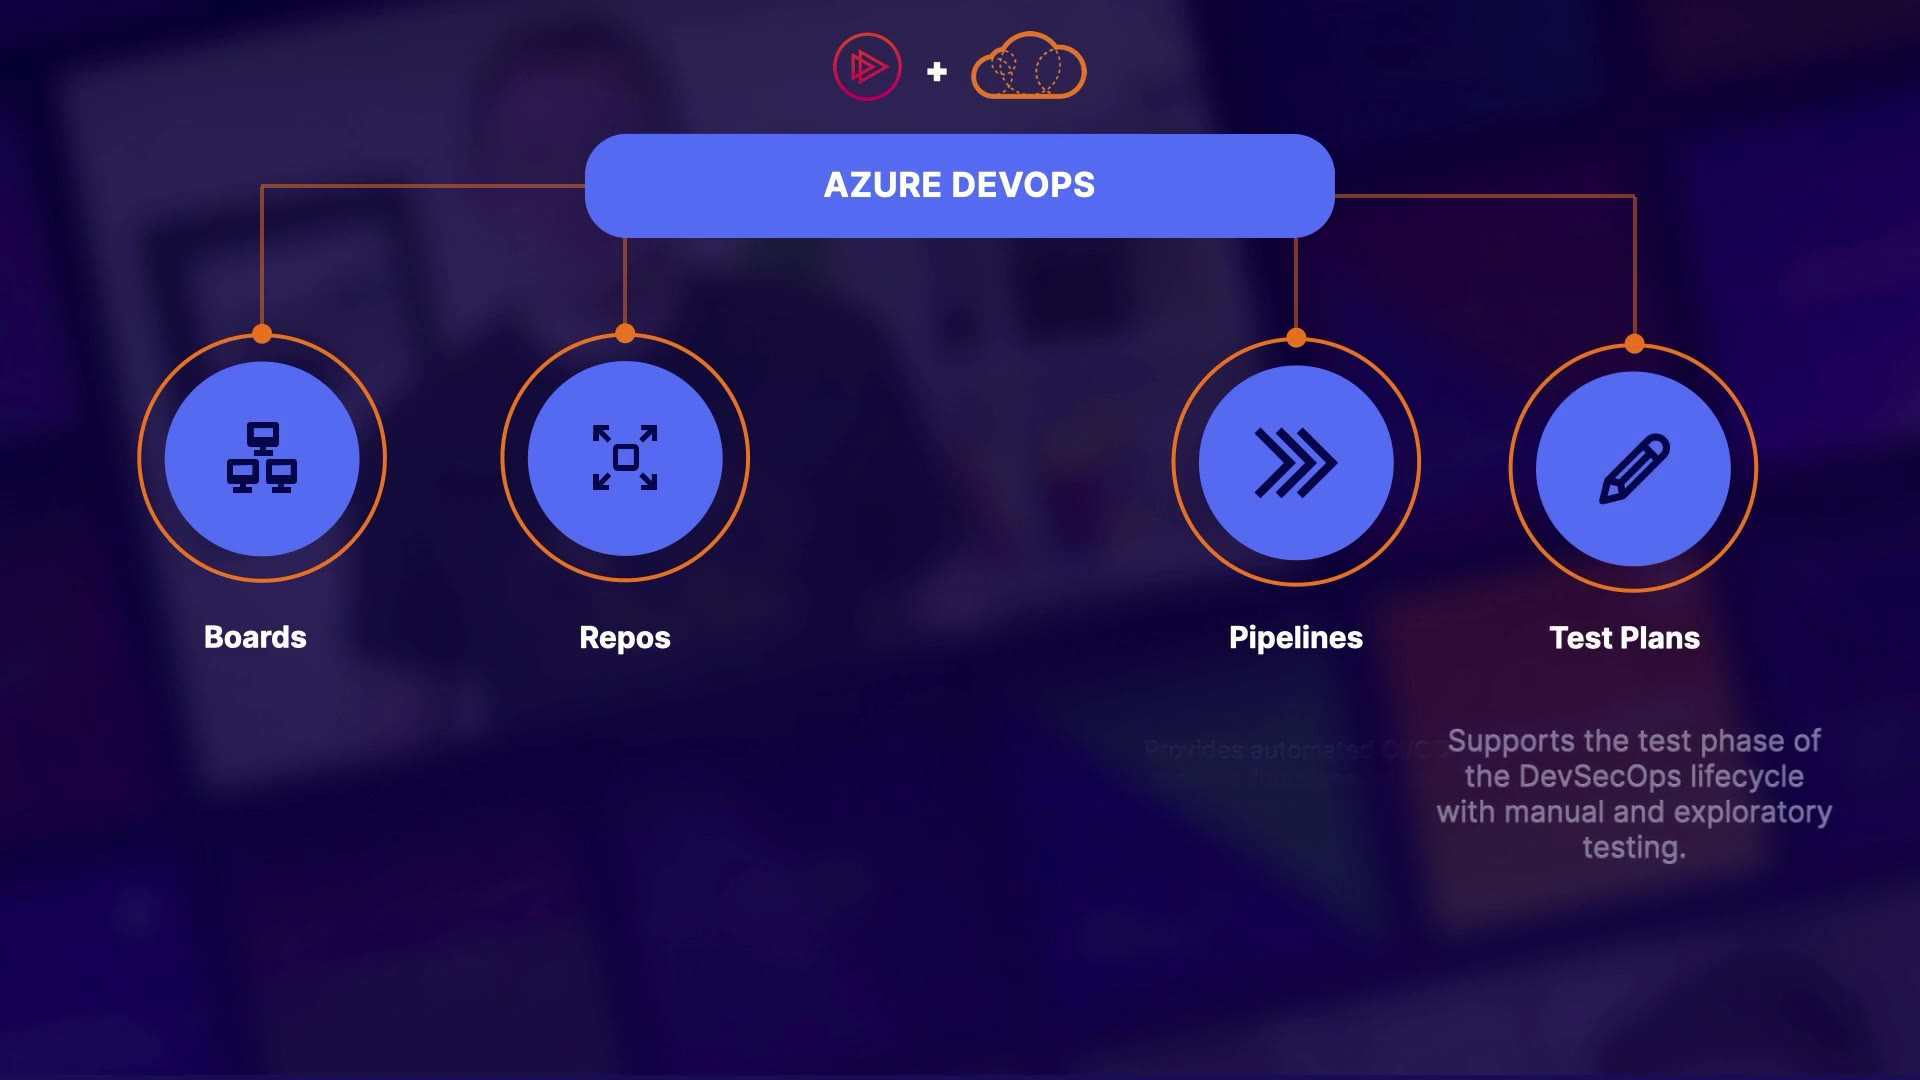 +
AZURE DEVOPS
Boards
Repos
Pipelines
Test Plans
Provides automated CI/CD
Supports the test phase of
the DevSecOps lifecycle
with manual and exploratory
testing.